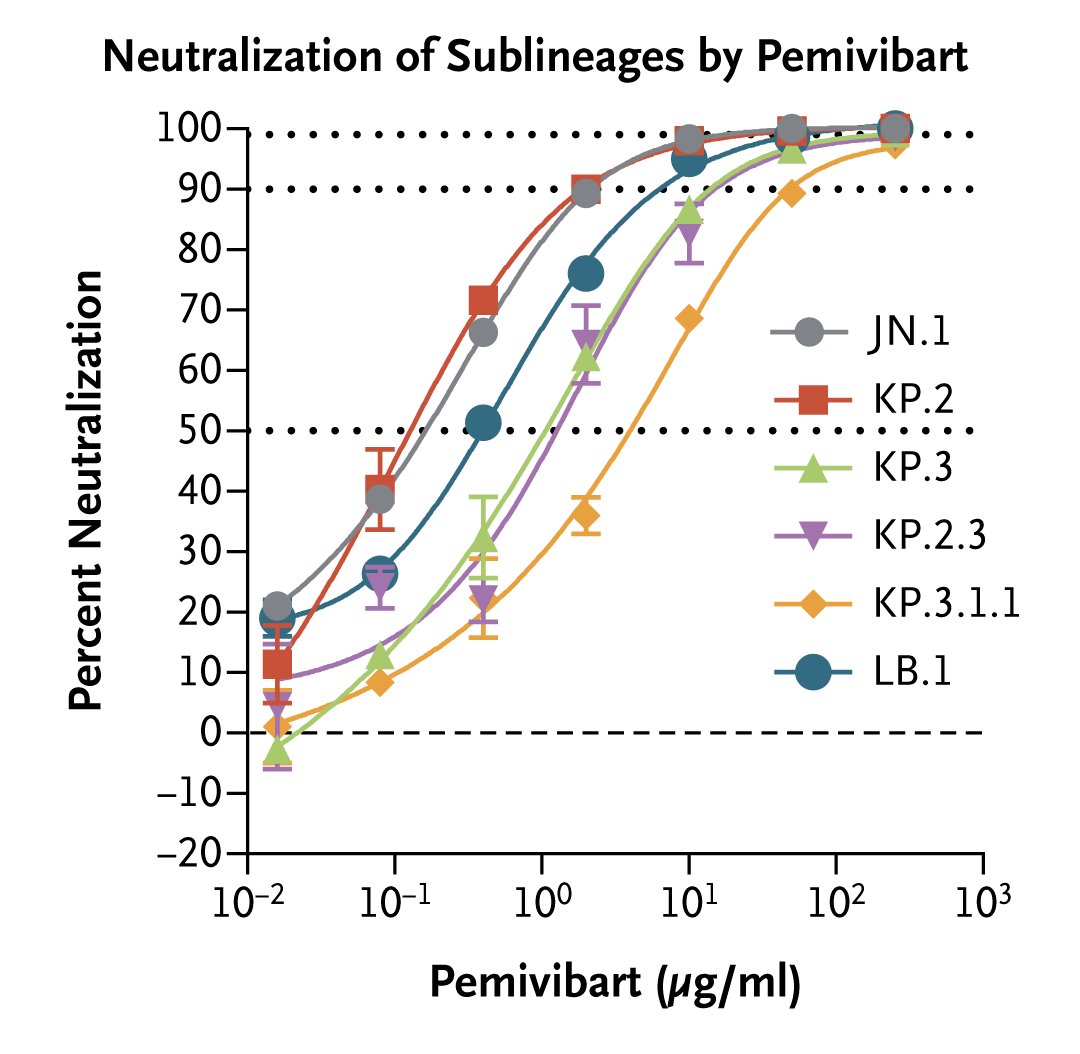 Neutralization of Sublineages by Pemivibart
Percent Neutralization
100
90
80
70
60
50
40
30
20
10
0
−10
−20
10⁻²
10⁻¹
10⁰
10¹
10²
10³
Pemivibart (µg/ml)
JN.1
KP.2
KP.3
KP.2.3
KP.3.1.1
LB.1